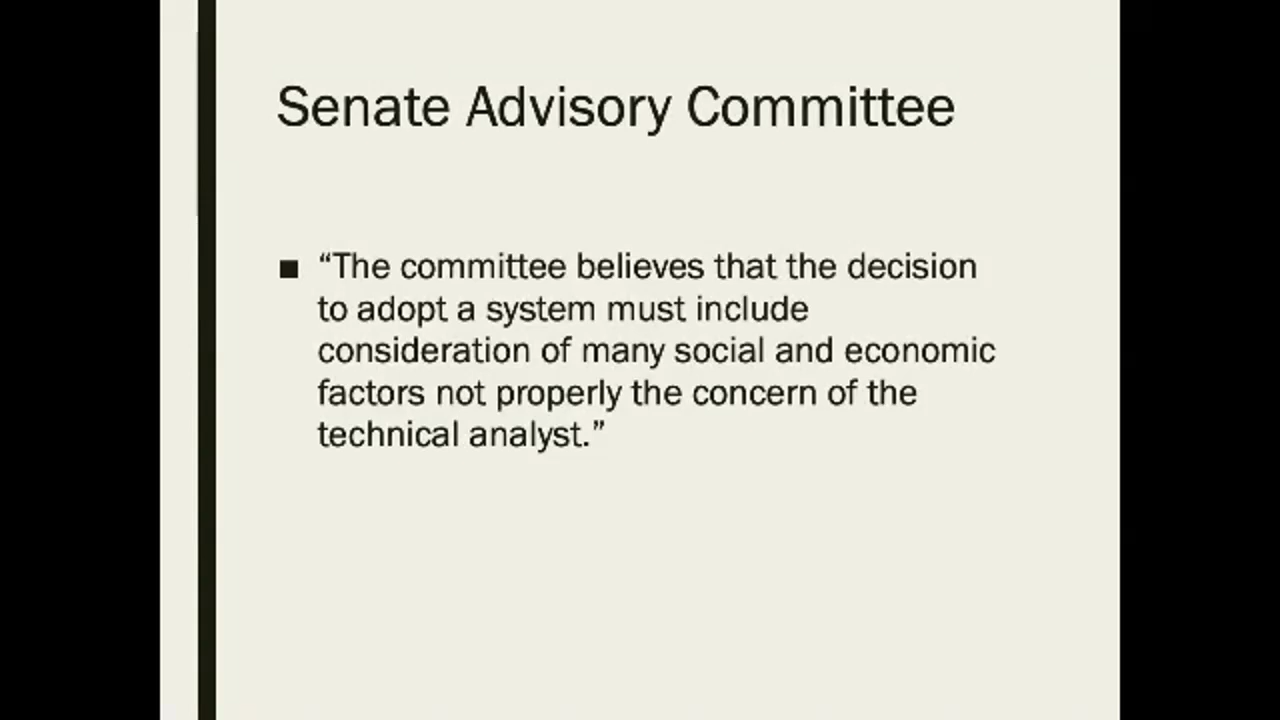 Senate Advisory Committee
■ “The committee believes that the decision
to adopt a system must include
consideration of many social and economic
factors not properly the concern of the
technical analyst.”